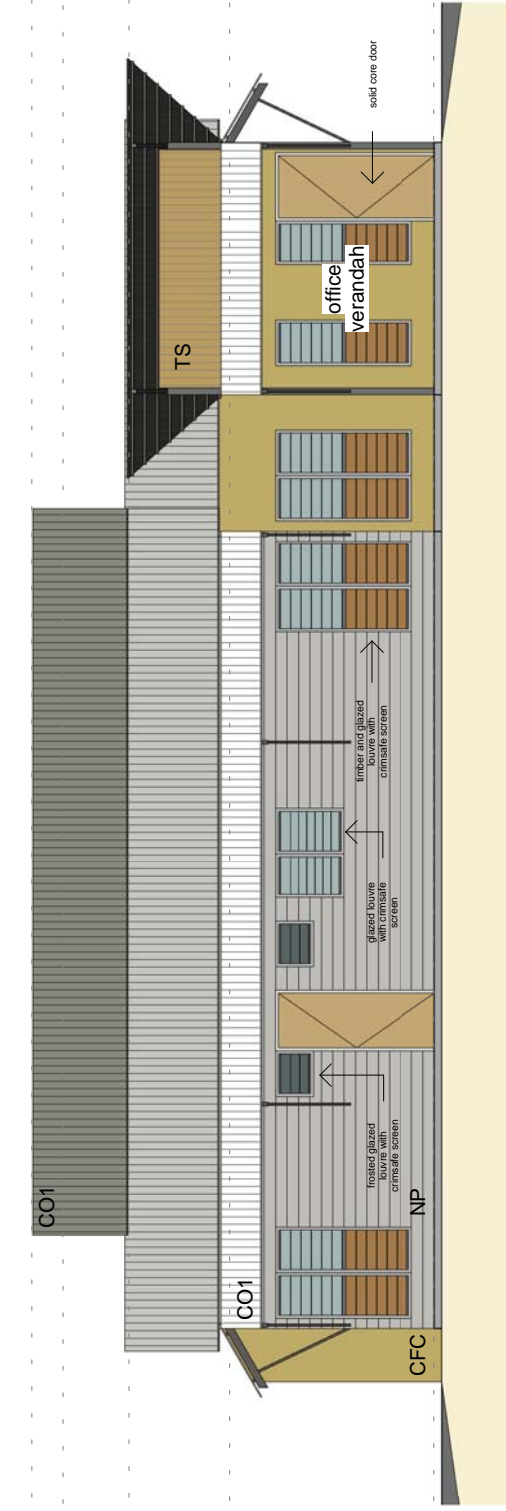 CO1
TS
CO1
office
verandah
solid core door
timber and glazed
louvre with
crimsafe screen
glazed louvre
with crimsafe
screen
frosted glazed
louvre with
crimsafe screen
NP
CFC